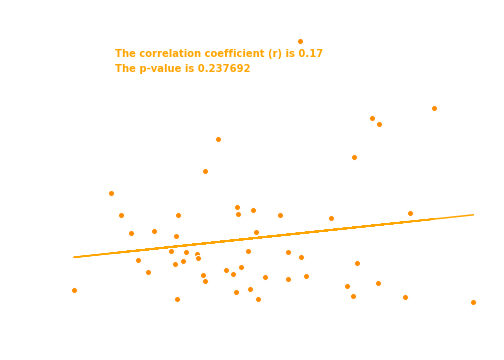 The correlation coefficient (r) is 0.17
The p-value is 0.237692